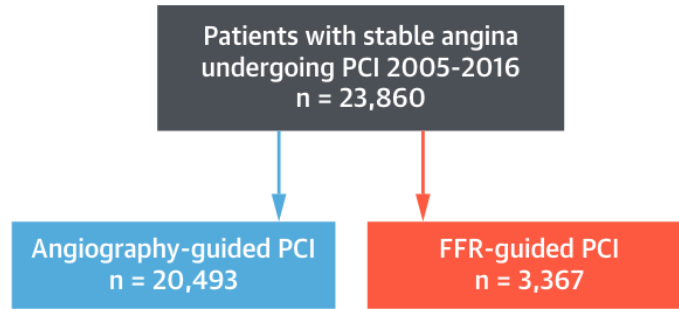 Patients with stable angina
undergoing PCI 2005-2016
n = 23,860
Angiography-guided PCI
n = 20,493
FFR-guided PCI
n = 3,367